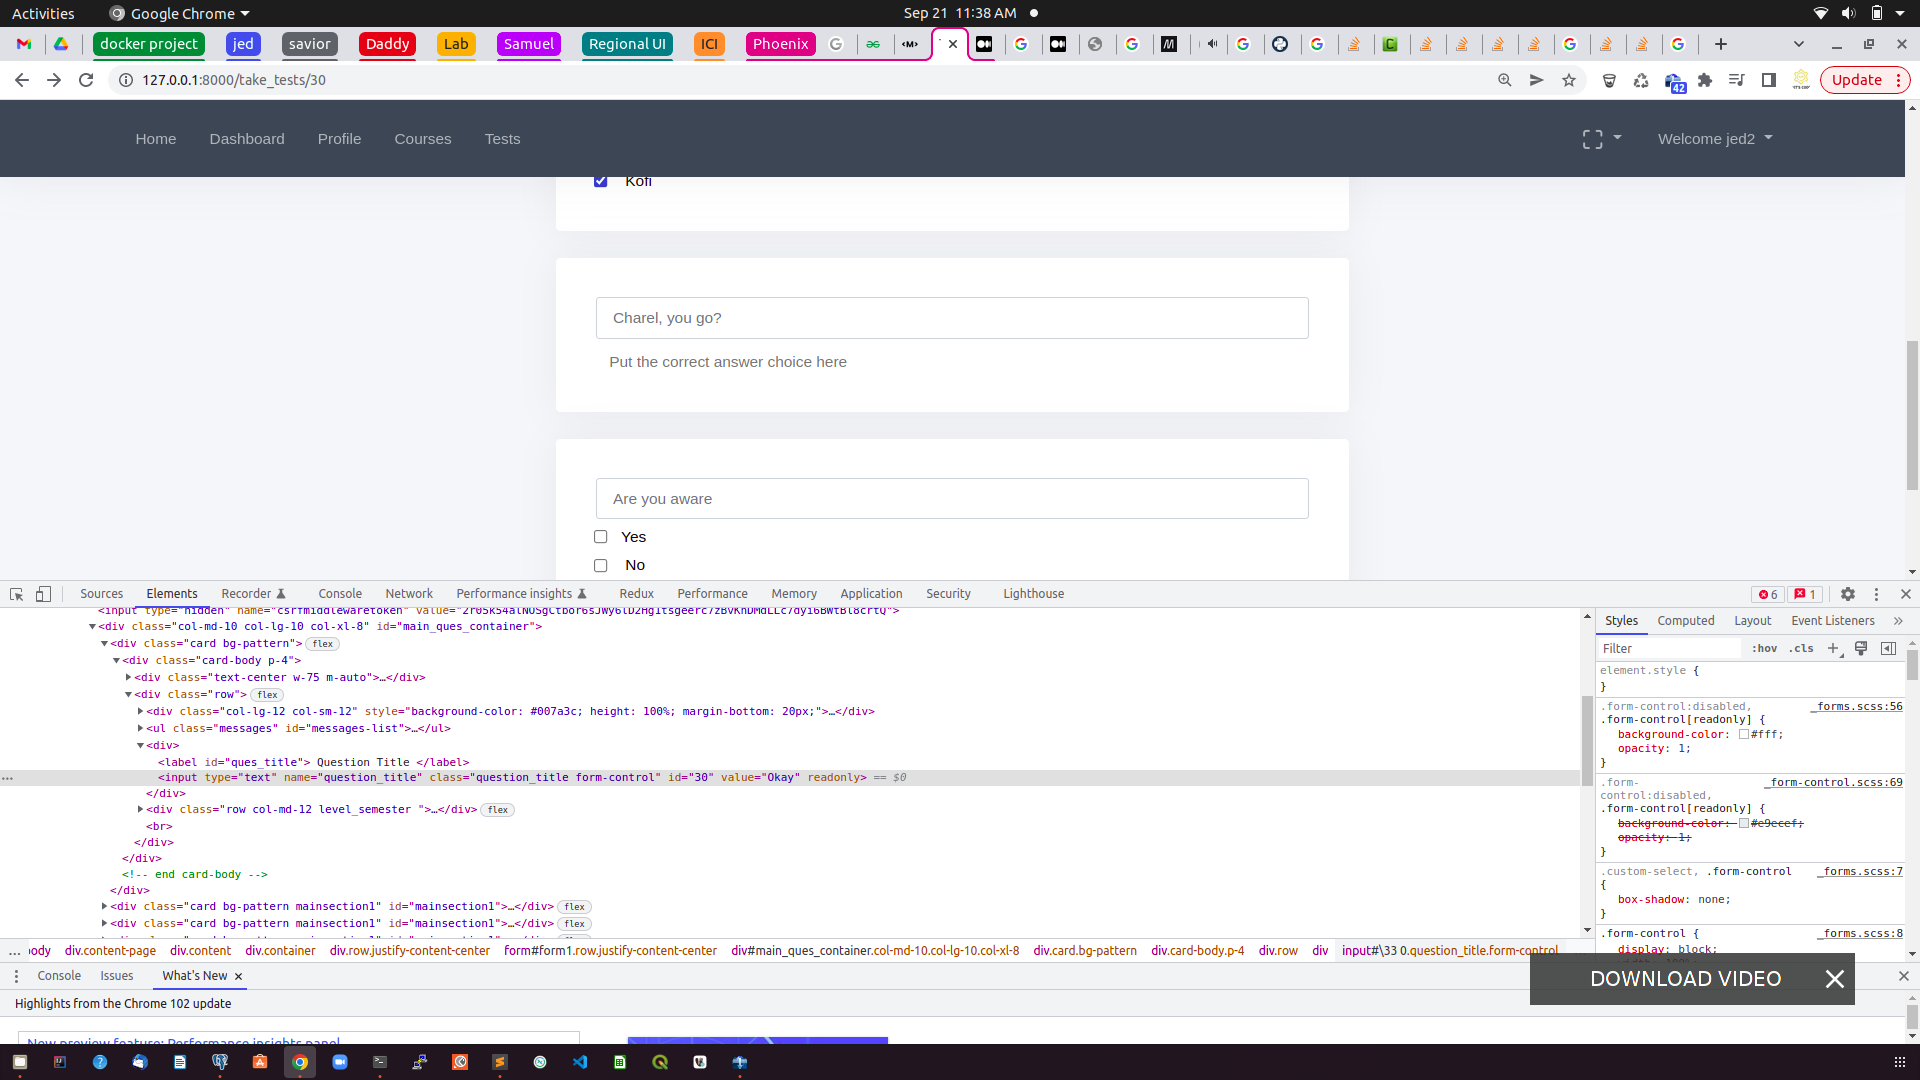 Activities
Google Chrome
Sep 21 11:38 AM
docker project
jed
savior
Daddy
Lab
Samuel
Regional UI
ICI
Phoenix
127.0.0.1:8000/take_tests/30
42
Update
Home
Dashboard
Profile
Courses
Tests
Welcome jed2
Kofi
Charel, you go?
Put the correct answer choice here
Are you aware
Yes
No
Sources
Elements
Recorder
Console
Network
Performance insights
Redux
Performance
Memory
Application
Security
Lighthouse
6
1
<div class="col-md-10 col-lg-10 col-xl-8" id="main_ques_container">
<div class="card bg-pattern"> flex
<div class="card-body p-4">
<div class="text-center w-75 m-auto">…</div>
<div class="row"> flex
<div class="col-lg-12 col-sm-12" style="background-color: #007a3c; height: 100%; margin-bottom: 20px;">…</div>
<ul class="messages" id="messages-list">…</ul>
<div>
<label id="ques_title"> Question Title </label>
… <input type="text" name="question_title" class="question_title form-control" id="30" value="Okay" readonly> == $0
</div>
<div class="row col-md-12 level_semester ">…</div> flex
<br>
</div>
</div>
<!-- end card-body -->
</div>
<div class="card bg-pattern mainsection1" id="mainsection1">…</div> flex
<div class="card bg-pattern mainsection1" id="mainsection1">…</div> flex
… body div.content-page div.content div.container div.row.justify-content-center form#form1.row.justify-content-center div#main_ques_container.col-md-10.col-lg-10.col-xl-8 div.card.bg-pattern div.card-body.p-4 div.row div input#\33 0.question_title.form-control
Styles
Computed
Layout
Event Listeners
»
Filter
:hov .cls +
element.style {
}
.form-control:disabled, _forms.scss:56
.form-control[readonly] {
background-color: #fff;
opacity: 1;
}
.form- _form-control.scss:69
control:disabled,
.form-control[readonly] {
background-color: #e9ecef;
opacity: 1;
}
.custom-select, .form-control _forms.scss:7
{
box-shadow: none;
}
.form-control { _forms.scss:8
display: block;
DOWNLOAD VIDEO
Console
Issues
What's New
Highlights from the Chrome 102 update
New preview feature: Performance insights panel